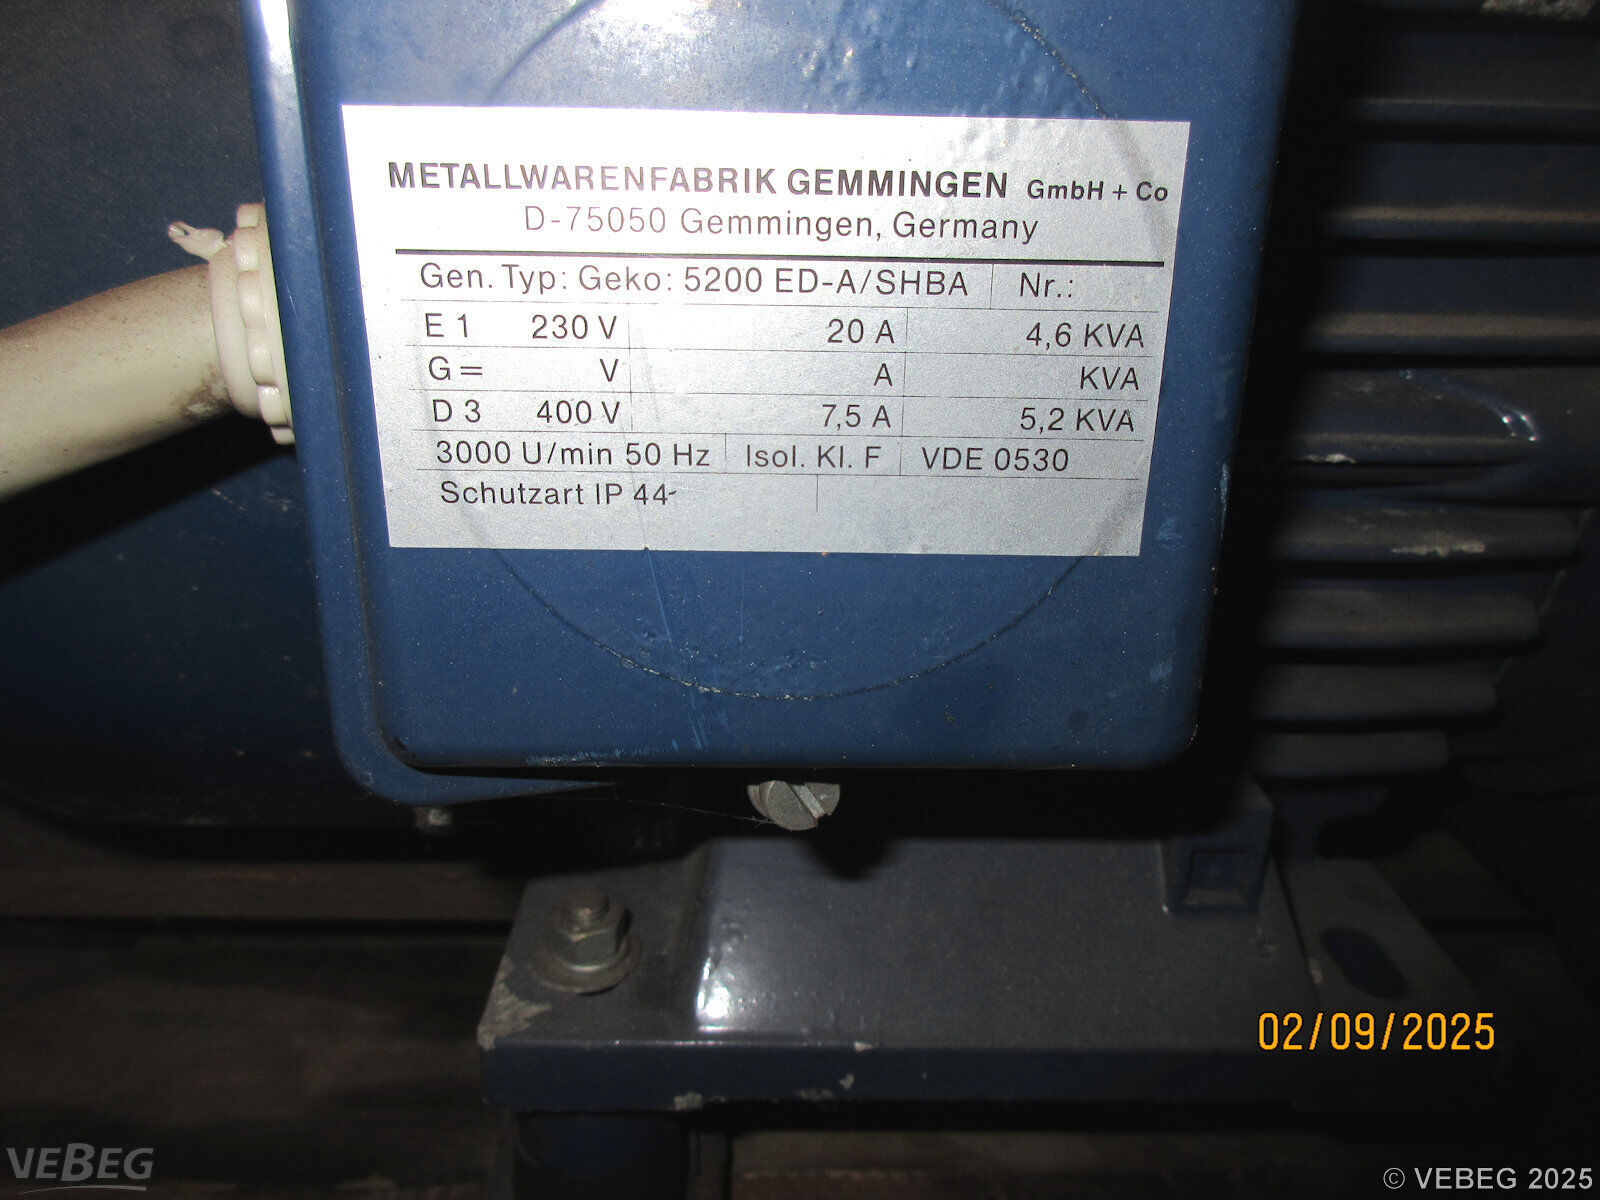 METALLWARENFABRIK GEMMINGEN GmbH + Co
D-75050 Gemmingen, Germany
Gen. Typ: Geko: 5200 ED-A/SHBA Nr.:
E 1 230 V 20 A 4,6 KVA
G = V A KVA
D 3 400 V 7,5 A 5,2 KVA
3000 U/min 50 Hz Isol. Kl. F VDE 0530
Schutzart IP 44
02/09/2025
VEBEG
© VEBEG 2025